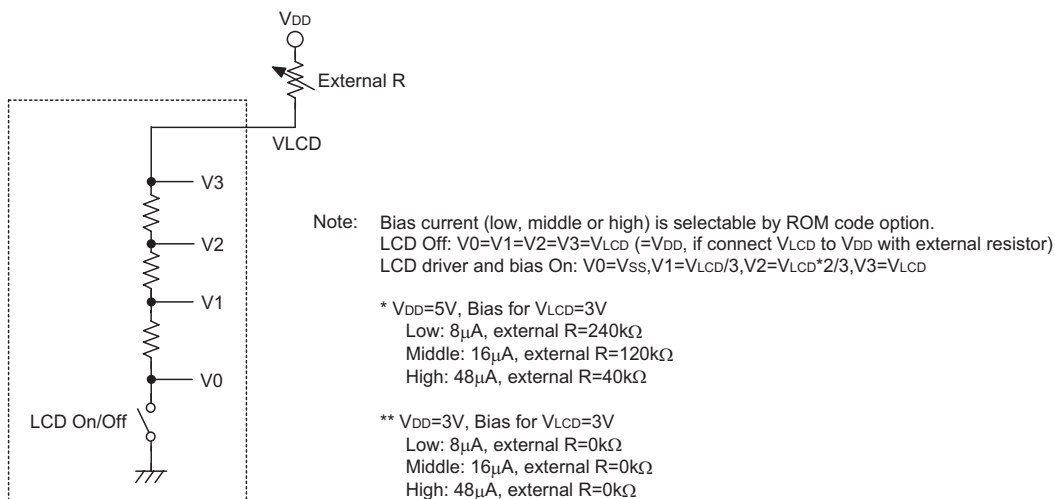 VDD
External R
VLCD
V3
V2
V1
V0
LCD On/Off
Note: Bias current (low, middle or high) is selectable by ROM code option.
LCD Off: V0=V1=V2=V3=VLCD (=VDD, if connect VLCD to VDD with external resistor)
LCD driver and bias On: V0=VSS,V1=VLCD/3,V2=VLCD*2/3,V3=VLCD
* VDD=5V, Bias for VLCD=3V
Low: 8μA, external R=240kΩ
Middle: 16μA, external R=120kΩ
High: 48μA, external R=40kΩ
** VDD=3V, Bias for VLCD=3V
Low: 8μA, external R=0kΩ
Middle: 16μA, external R=0kΩ
High: 48μA, external R=0kΩ